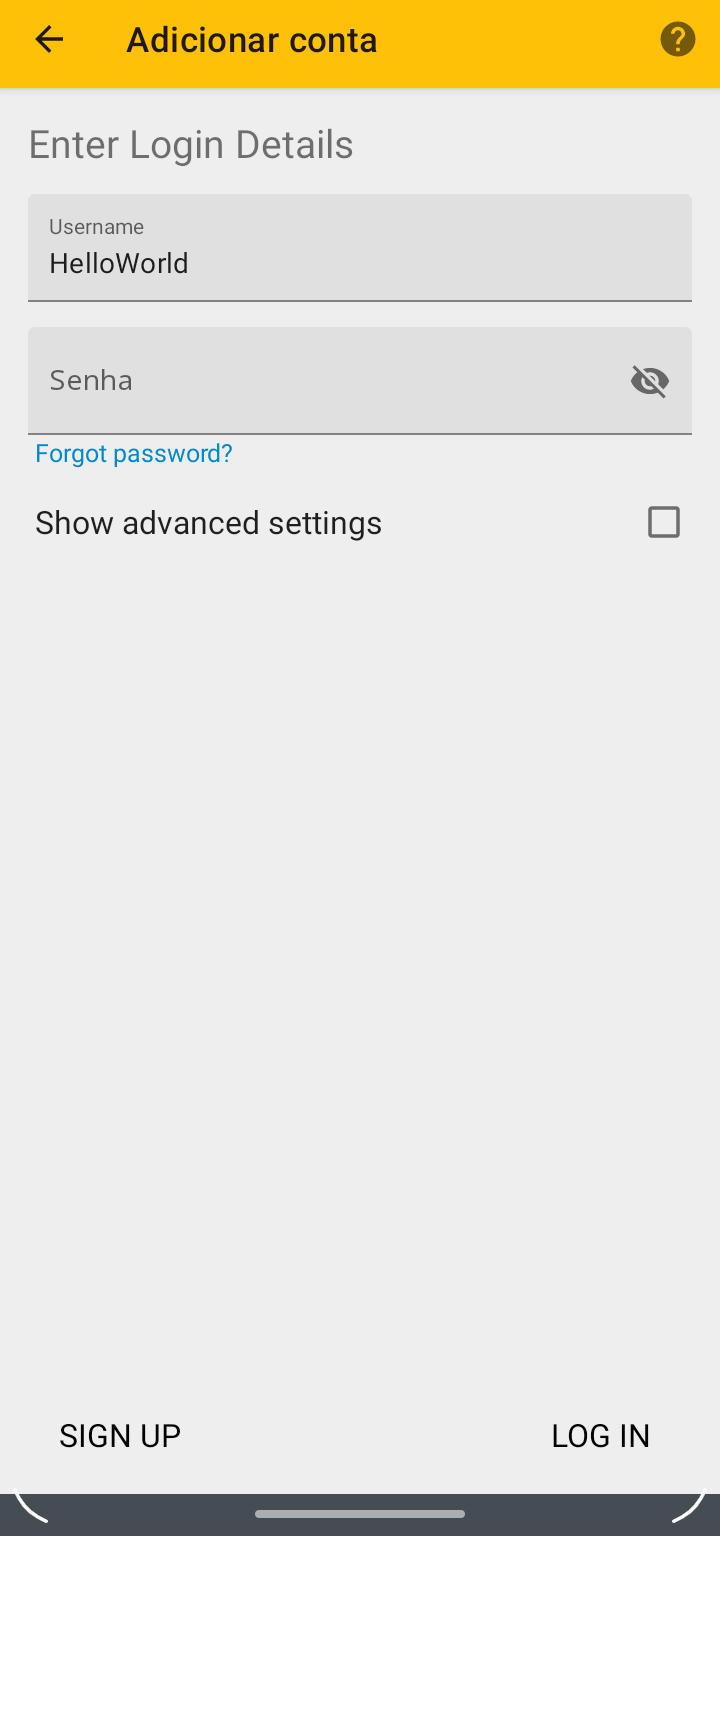 Adicionar conta
Enter Login Details
Username
HelloWorld
Senha
Forgot password?
Show advanced settings
SIGN UP
LOG IN